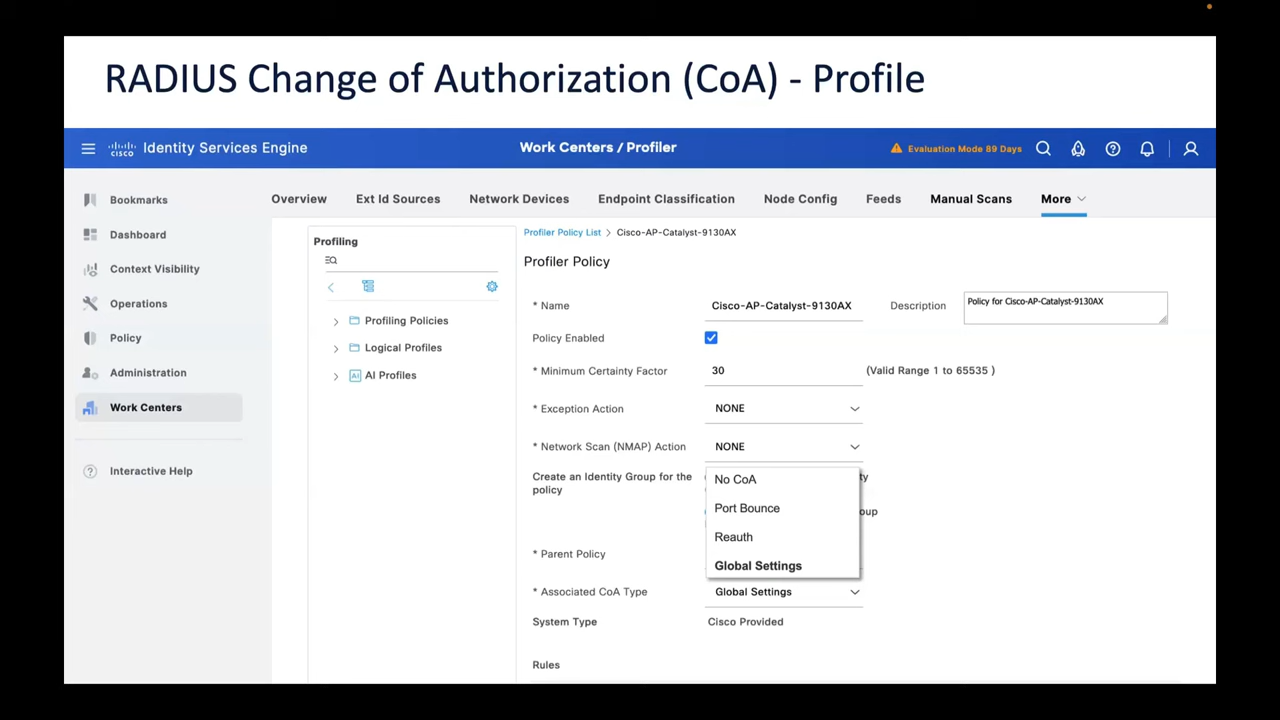 RADIUS Change of Authorization (CoA) - Profile
CISCO Identity Services Engine
Work Centers / Profiler
Evaluation Mode 89 Days
Bookmarks
Dashboard
Context Visibility
Operations
Policy
Administration
Work Centers
Interactive Help
Overview Ext Id Sources Network Devices Endpoint Classification Node Config Feeds Manual Scans More
Profiling
Profiling Policies
Logical Profiles
AI Profiles
Profiler Policy List > Cisco-AP-Catalyst-9130AX
Profiler Policy
* Name Cisco-AP-Catalyst-9130AX Description Policy for Cisco-AP-Catalyst-9130AX
Policy Enabled
* Minimum Certainty Factor 30 (Valid Range 1 to 65535 )
* Exception Action NONE
* Network Scan (NMAP) Action NONE
Create an Identity Group for the
policy
No CoA
Port Bounce
Reauth
Global Settings
* Parent Policy
* Associated CoA Type Global Settings
System Type Cisco Provided
Rules